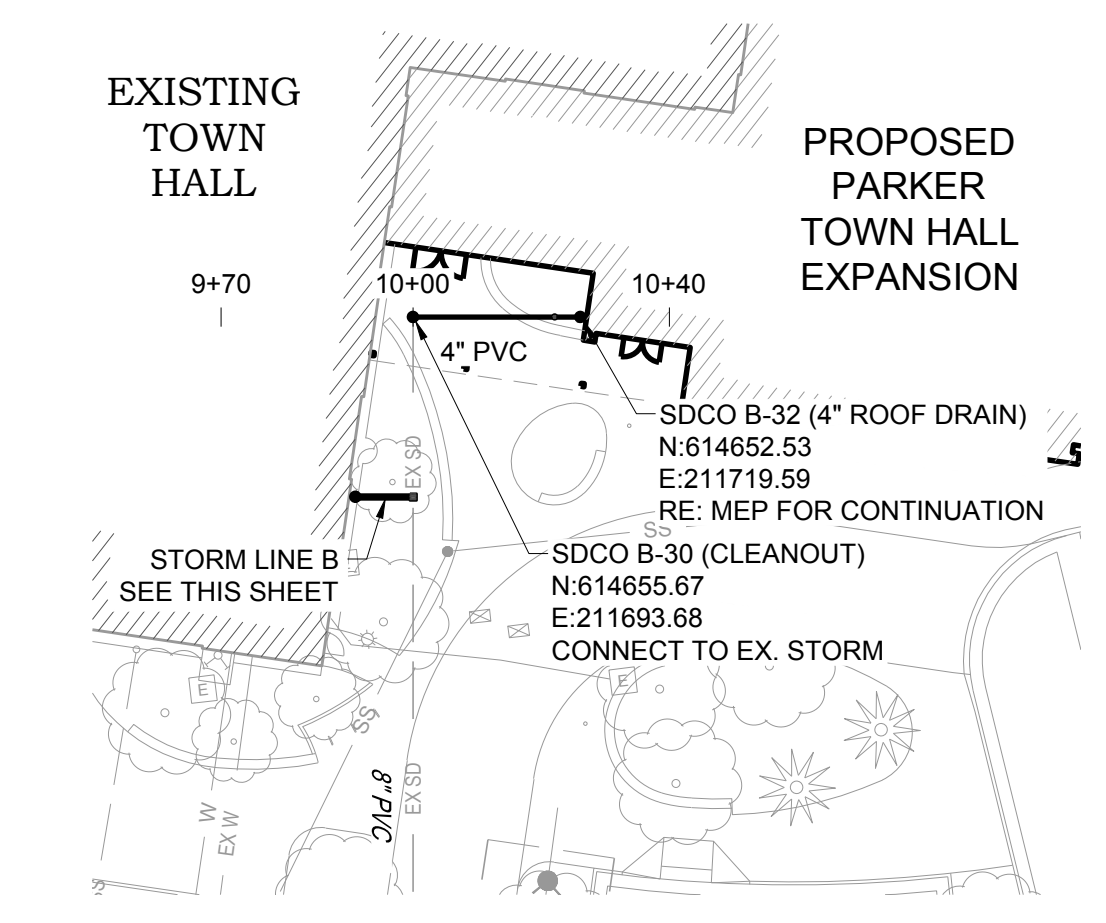 EXISTING
TOWN
HALL
PROPOSED
PARKER
TOWN HALL
EXPANSION
9+70
10+00
10+40
4" PVC
SDCO B-32 (4" ROOF DRAIN)
N:614652.53
E:211719.59
RE: MEP FOR CONTINUATION
EX SD
SS
STORM LINE B
SEE THIS SHEET
SDCO B-30 (CLEANOUT)
N:614655.67
E:211693.68
CONNECT TO EX. STORM
E
E
SS
8" PVC
EX SD
W
EX W
SS